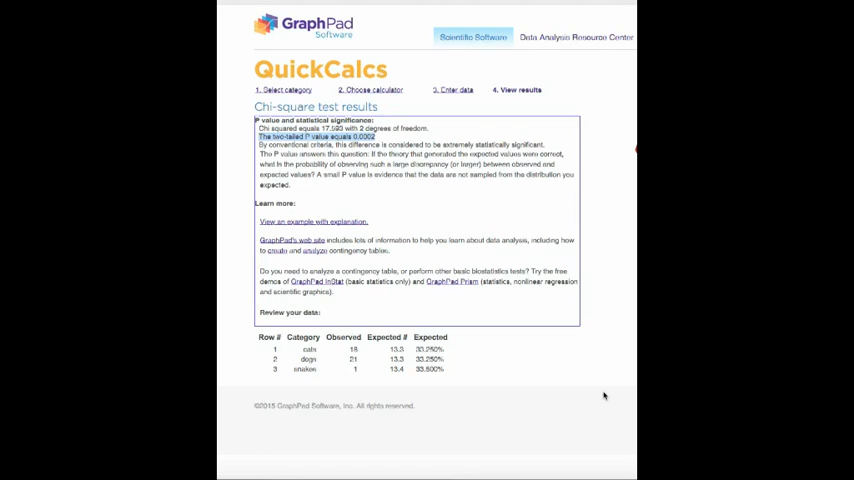 GraphPad
Software
Scientific Software Data Analysis Resource Center
QuickCalcs
1. Select category 2. Choose calculator 3. Enter data 4. View results
Chi-square test results
P value and statistical significance:
Chi squared equals 17.593 with 2 degrees of freedom.
The two-tailed P value equals 0.0002
By conventional criteria, this difference is considered to be extremely statistically significant.
The P value answers this question: If the theory that generated the expected values were correct,
what is the probability of observing such a large discrepancy (or larger) between observed and
expected values? A small P value is evidence that the data are not sampled from the distribution you
expected.
Learn more:
View an example with explanation.
GraphPad's web site includes lots of information to help you learn about data analysis, including how
to create and analyze contingency tables.
Do you need to analyze a contingency table, or perform other basic biostatistics tests? Try the free
demos of GraphPad InStat (basic statistics only) and GraphPad Prism (statistics, nonlinear regression
and scientific graphics).
Review your data:
Row # Category Observed Expected # Expected
1 cats 18 13.3 33.250%
2 dogs 21 13.3 33.250%
3 snakes 1 13.4 33.500%
©2015 GraphPad Software, Inc. All rights reserved.